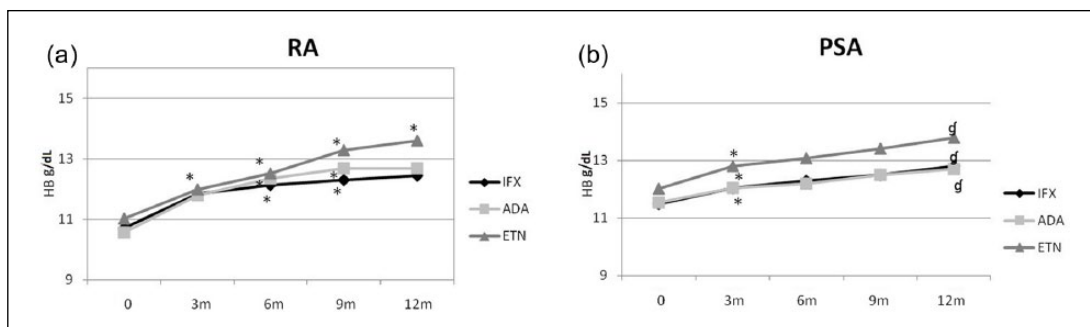 (a)
RA
HB g/dL
15
13
11
9
0 3m 6m 9m 12m
* * * * * * * *
IFX
ADA
ETN
(b)
PSA
HB g/dL
15
13
11
9
0 3m 6m 9m 12m
* * *
ɠ ɠ ɠ
IFX
ADA
ETN